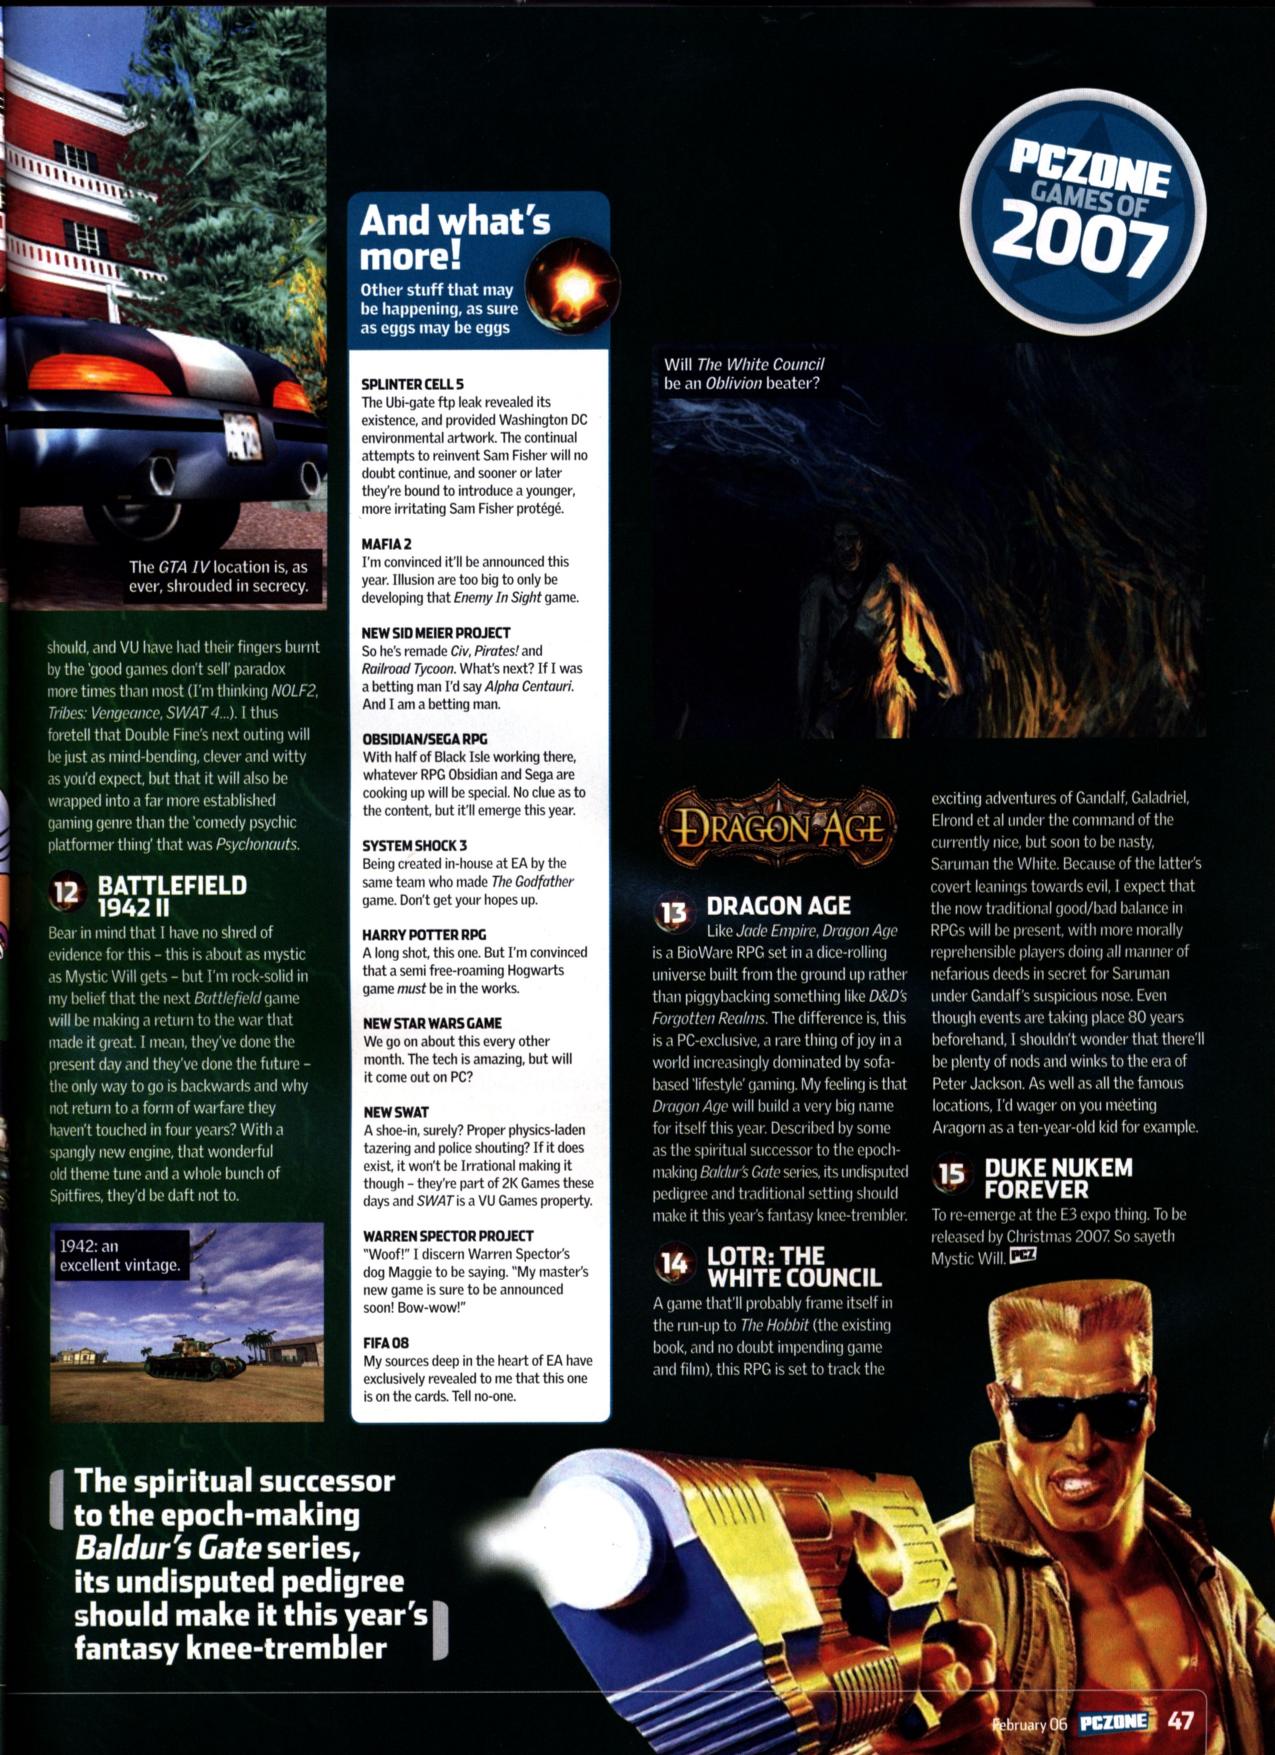 PCZONE
GAMES OF
2007
The GTA IV location is, as
ever, shrouded in secrecy.
should, and VU have had their fingers burnt
by the 'good games don't sell' paradox
more times than most (I'm thinking NOLF2,
Tribes: Vengeance, SWAT 4...). I thus
foretell that Double Fine's next outing will
be just as mind-bending, clever and witty
as you'd expect, but that it will also be
wrapped into a far more established
gaming genre than the 'comedy psychic
platformer thing' that was Psychonauts.
12 BATTLEFIELD
1942 II
Bear in mind that I have no shred of
evidence for this – this is about as mystic
as Mystic Will gets – but I'm rock-solid in
my belief that the next Battlefield game
will be making a return to the war that
made it great. I mean, they've done the
present day and they've done the future –
the only way to go is backwards and why
not return to a form of warfare they
haven't touched in four years? With a
spangly new engine, that wonderful
old theme tune and a whole bunch of
Spitfires, they'd be daft not to.
1942: an
excellent vintage.
The spiritual successor
to the epoch-making
Baldur's Gate series,
its undisputed pedigree
should make it this year's
fantasy knee-trembler
And what's
more!
Other stuff that may
be happening, as sure
as eggs may be eggs
SPLINTER CELL 5
The Ubi-gate ftp leak revealed its
existence, and provided Washington DC
environmental artwork. The continual
attempts to reinvent Sam Fisher will no
doubt continue, and sooner or later
they're bound to introduce a younger,
more irritating Sam Fisher protégé.
MAFIA 2
I'm convinced it'll be announced this
year. Illusion are too big to only be
developing that Enemy In Sight game.
NEW SID MEIER PROJECT
So he's remade Civ, Pirates! and
Railroad Tycoon. What's next? If I was
a betting man I'd say Alpha Centauri.
And I am a betting man.
OBSIDIAN/SEGA RPG
With half of Black Isle working there,
whatever RPG Obsidian and Sega are
cooking up will be special. No clue as to
the content, but it'll emerge this year.
SYSTEM SHOCK 3
Being created in-house at EA by the
same team who made The Godfather
game. Don't get your hopes up.
HARRY POTTER RPG
A long shot, this one. But I'm convinced
that a semi free-roaming Hogwarts
game must be in the works.
NEW STAR WARS GAME
We go on about this every other
month. The tech is amazing, but will
it come out on PC?
NEW SWAT
A shoe-in, surely? Proper physics-laden
tazering and police shouting? If it does
exist, it won't be Irrational making it
though – they're part of 2K Games these
days and SWAT is a VU Games property.
WARREN SPECTOR PROJECT
"Woof!" I discern Warren Spector's
dog Maggie to be saying. "My master's
new game is sure to be announced
soon! Bow-wow!"
FIFA 08
My sources deep in the heart of EA have
exclusively revealed to me that this one
is on the cards. Tell no-one.
Will The White Council
be an Oblivion beater?
DRAGON AGE
13 DRAGON AGE
Like Jade Empire, Dragon Age
is a BioWare RPG set in a dice-rolling
universe built from the ground up rather
than piggybacking something like D&D's
Forgotten Realms. The difference is, this
is a PC-exclusive, a rare thing of joy in a
world increasingly dominated by sofa-
based 'lifestyle' gaming. My feeling is that
Dragon Age will build a very big name
for itself this year. Described by some
as the spiritual successor to the epoch-
making Baldur's Gate series, its undisputed
pedigree and traditional setting should
make it this year's fantasy knee-trembler.
14 LOTR: THE
WHITE COUNCIL
A game that'll probably frame itself in
the run-up to The Hobbit (the existing
book, and no doubt impending game
and film), this RPG is set to track the
exciting adventures of Gandalf, Galadriel,
Elrond et al under the command of the
currently nice, but soon to be nasty,
Saruman the White. Because of the latter's
covert leanings towards evil, I expect that
the now traditional good/bad balance in
RPGs will be present, with more morally
reprehensible players doing all manner of
nefarious deeds in secret for Saruman
under Gandalf's suspicious nose. Even
though events are taking place 80 years
beforehand, I shouldn't wonder that there'll
be plenty of nods and winks to the era of
Peter Jackson. As well as all the famous
locations, I'd wager on you meeting
Aragorn as a ten-year-old kid for example.
15 DUKE NUKEM
FOREVER
To re-emerge at the E3 expo thing. To be
released by Christmas 2007. So sayeth
Mystic Will. PCZ
February 06 PCZONE 47